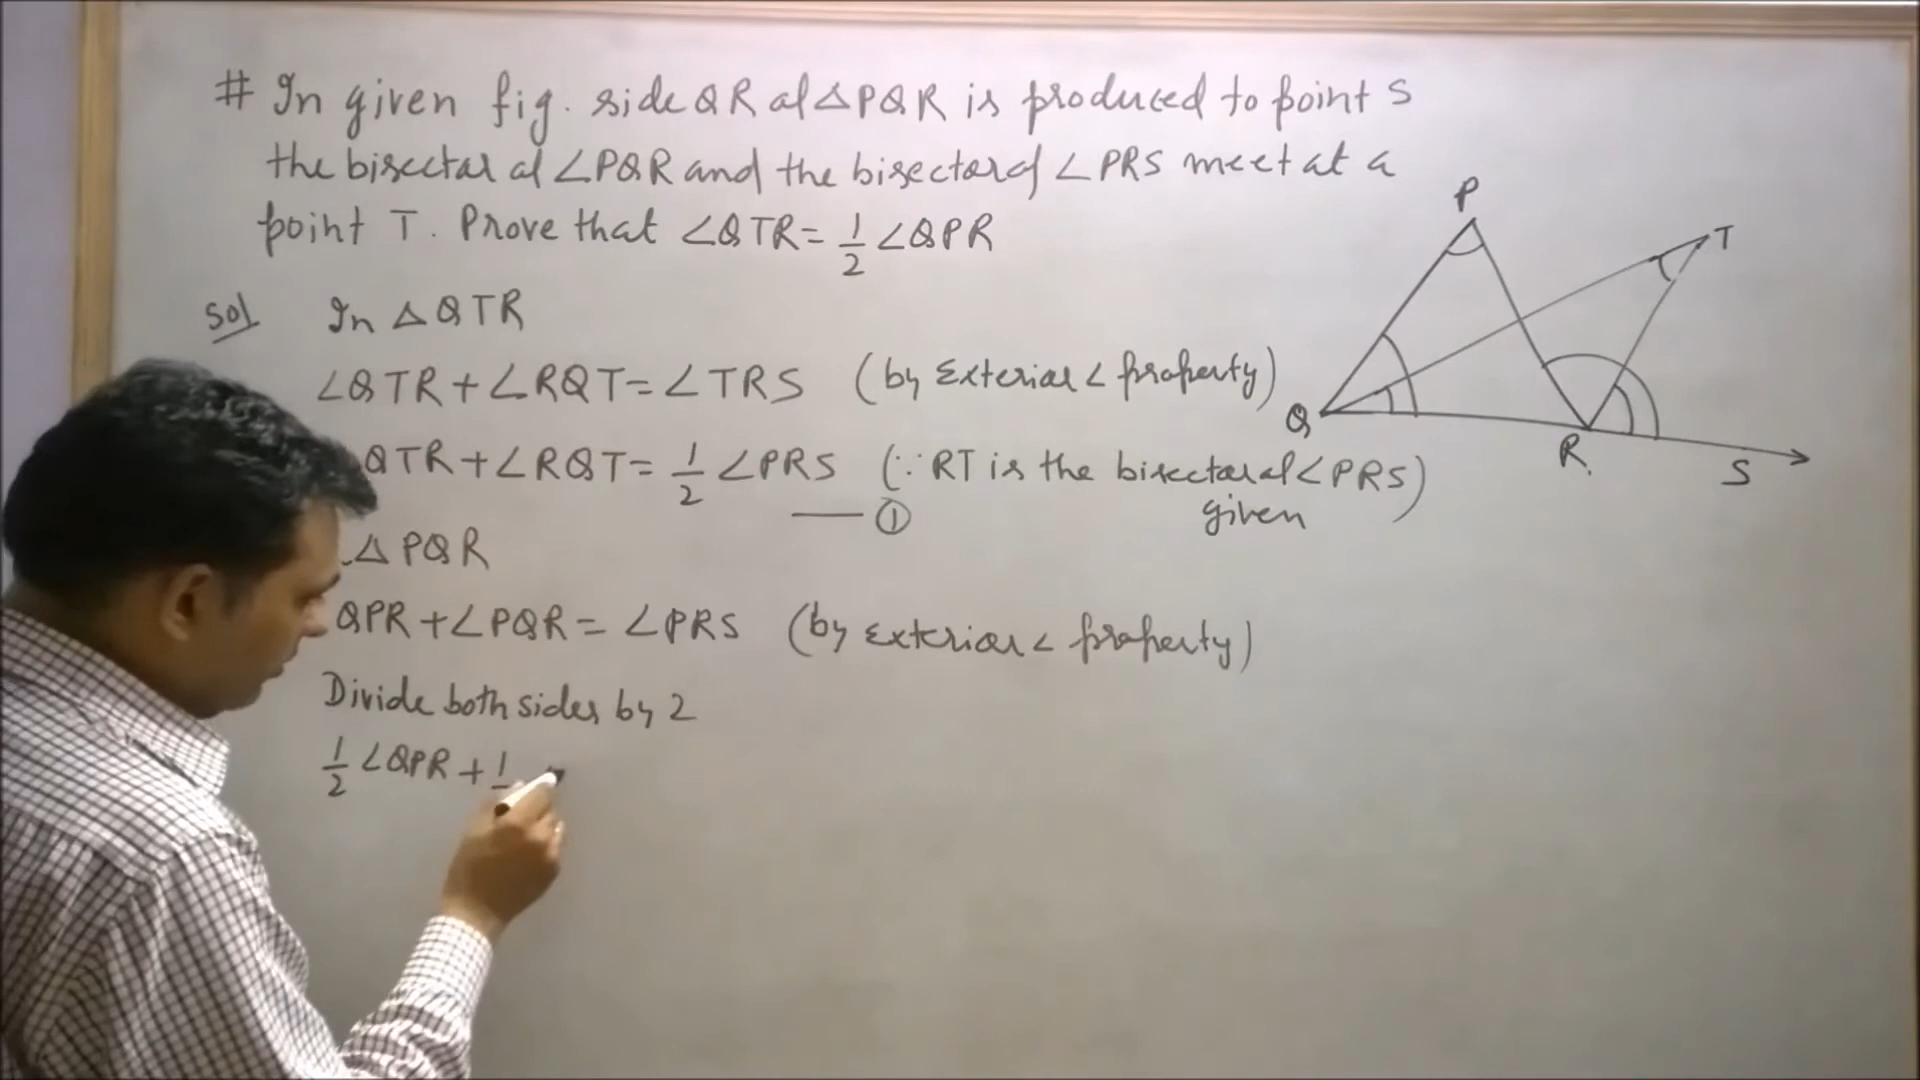 # In given fig. side QR of △PQR is produced to point S
the bisector of ∠PQR and the bisector of ∠PRS meet at a
point T. Prove that ∠QTR = 1/2 ∠QPR
Sol In △QTR
∠QTR + ∠RQT = ∠TRS (by Exterior ∠ property)
QTR + ∠RQT = 1/2 ∠PRS (∵ RT is the bisector of ∠PRS)
given
— ①
△PQR
QPR + ∠PQR = ∠PRS (by Exterior ∠ property)
Divide both sides by 2
1/2 ∠QPR + 1
P
T
Q
R.
S